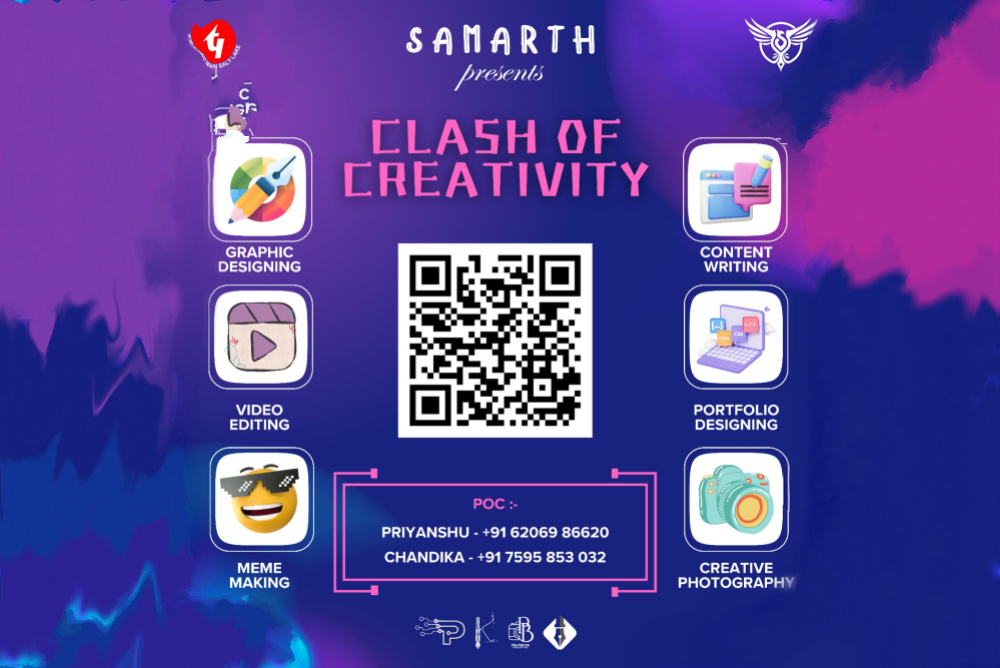 SAMARTH
presents
CLASH OF
CREATIVITY
GRAPHIC
DESIGNING
CONTENT
WRITING
VIDEO
EDITING
PORTFOLIO
DESIGNING
MEME
MAKING
CREATIVE
PHOTOGRAPHY
POC :-
PRIYANSHU - +91 62069 86620
CHANDIKA - +91 7595 853 032